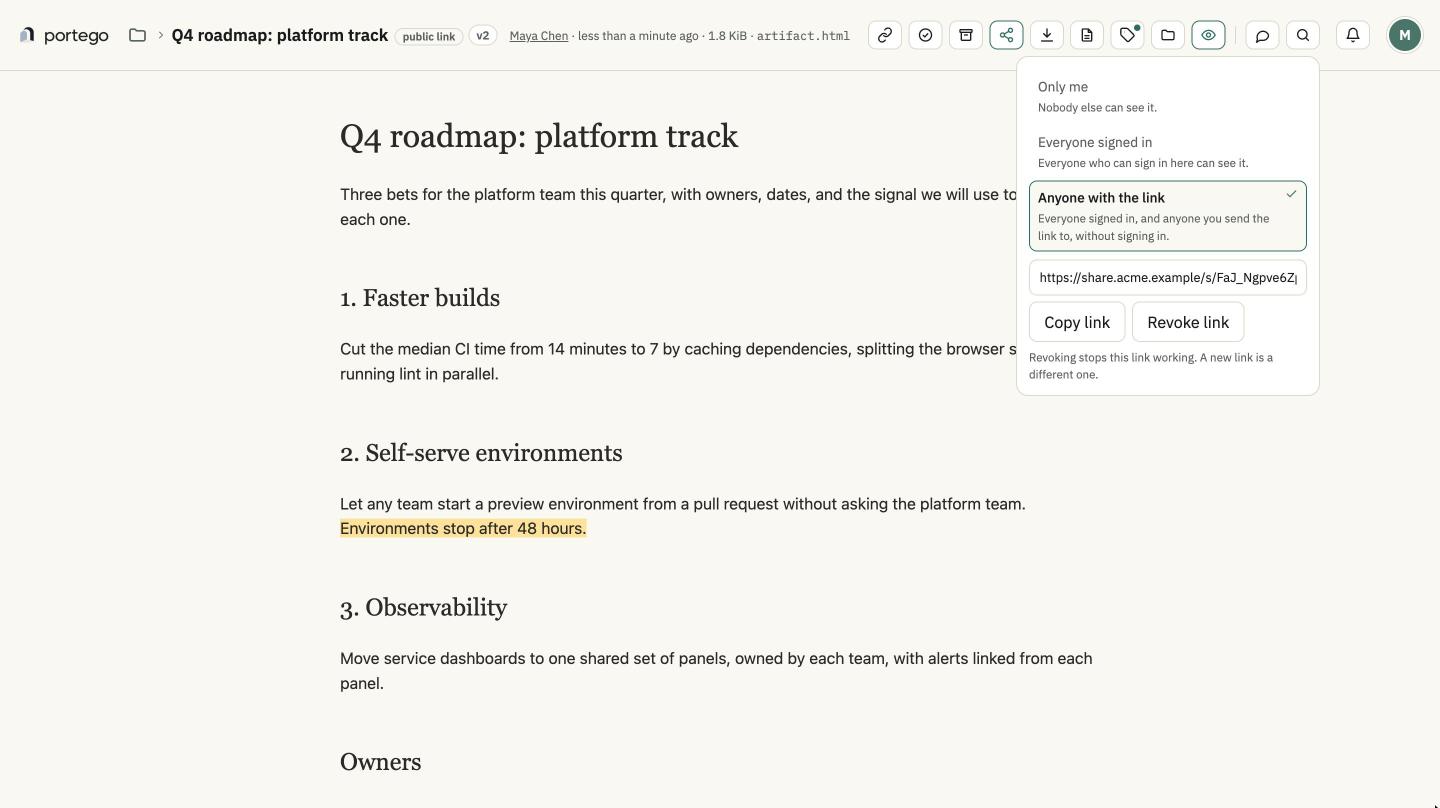 portego
Q4 roadmap: platform track
public link
v2
Maya Chen · less than a minute ago · 1.8 KiB · artifact.html
M
Only me
Nobody else can see it.
Everyone signed in
Everyone who can sign in here can see it.
Anyone with the link
Everyone signed in, and anyone you send the
link to, without signing in.
https://share.acme.example/s/FaJ_Ngpve6Z
Copy link
Revoke link
Revoking stops this link working. A new link is a
different one.
Q4 roadmap: platform track
Three bets for the platform team this quarter, with owners, dates, and the signal we will use to
each one.
1. Faster builds
Cut the median CI time from 14 minutes to 7 by caching dependencies, splitting the browser
running lint in parallel.
2. Self-serve environments
Let any team start a preview environment from a pull request without asking the platform team.
Environments stop after 48 hours.
3. Observability
Move service dashboards to one shared set of panels, owned by each team, with alerts linked from each
panel.
Owners